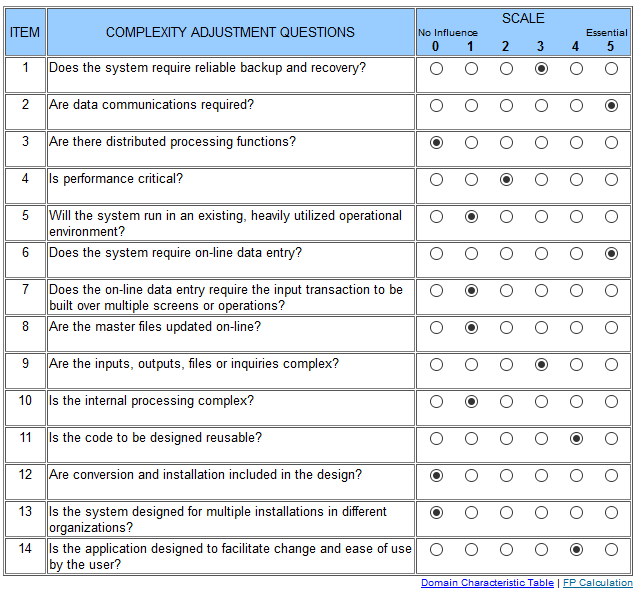 ITEM COMPLEXITY ADJUSTMENT QUESTIONS SCALE
No Influence Essential
0 1 2 3 4 5
1 Does the system require reliable backup and recovery?
2 Are data communications required?
3 Are there distributed processing functions?
4 Is performance critical?
5 Will the system run in an existing, heavily utilized operational
environment?
6 Does the system require on-line data entry?
7 Does the on-line data entry require the input transaction to be
built over multiple screens or operations?
8 Are the master files updated on-line?
9 Are the inputs, outputs, files or inquiries complex?
10 Is the internal processing complex?
11 Is the code to be designed reusable?
12 Are conversion and installation included in the design?
13 Is the system designed for multiple installations in different
organizations?
14 Is the application designed to facilitate change and ease of use
by the user?
Domain Characteristic Table | FP Calculation